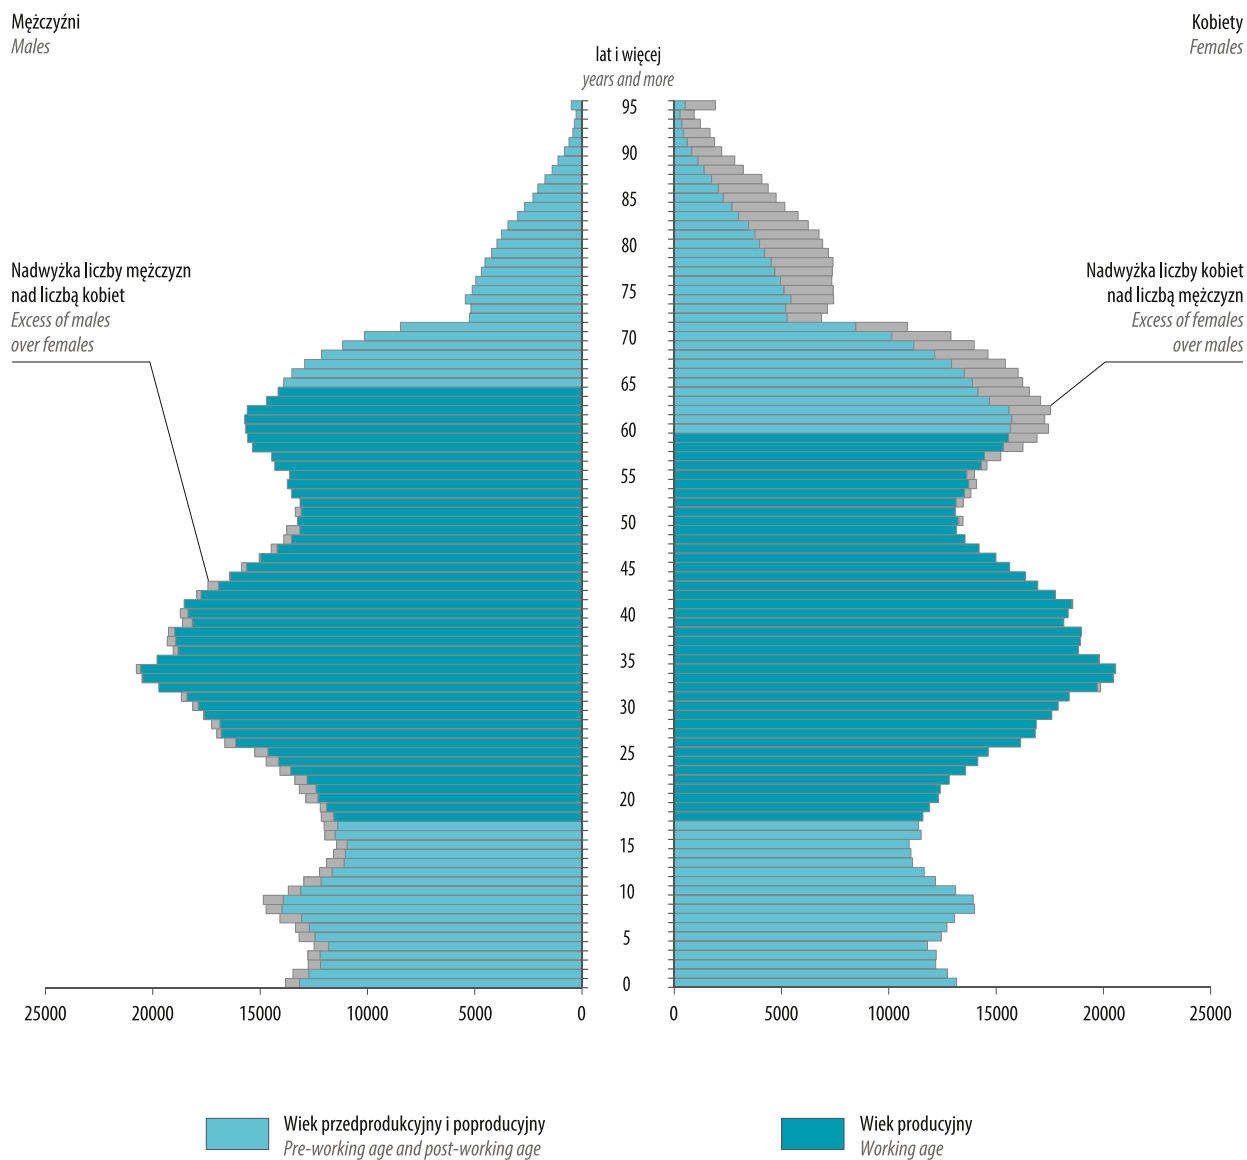 Mężczyźni
Males
Kobiety
Females
lat i więcej
years and more
95
90
85
80
75
70
65
60
55
50
45
40
35
30
25
20
15
10
5
0
Nadwyżka liczby mężczyzn
nad liczbą kobiet
Excess of males
over females
Nadwyżka liczby kobiet
nad liczbą mężczyzn
Excess of females
over males
25000 20000 15000 10000 5000 0 0 5000 10000 15000 20000 25000
Wiek przedprodukcyjny i poproducyjny
Pre-working age and post-working age
Wiek producyjny
Working age